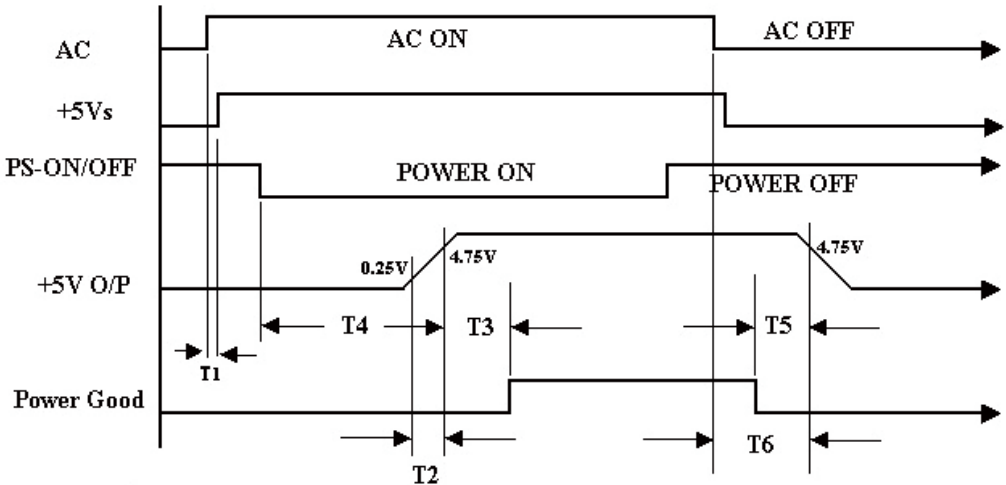 AC
AC ON
AC OFF
+5Vs
PS-ON/OFF
POWER ON
POWER OFF
+5V O/P
0.25V
4.75V
4.75V
T4
T3
T5
T1
Power Good
T2
T6